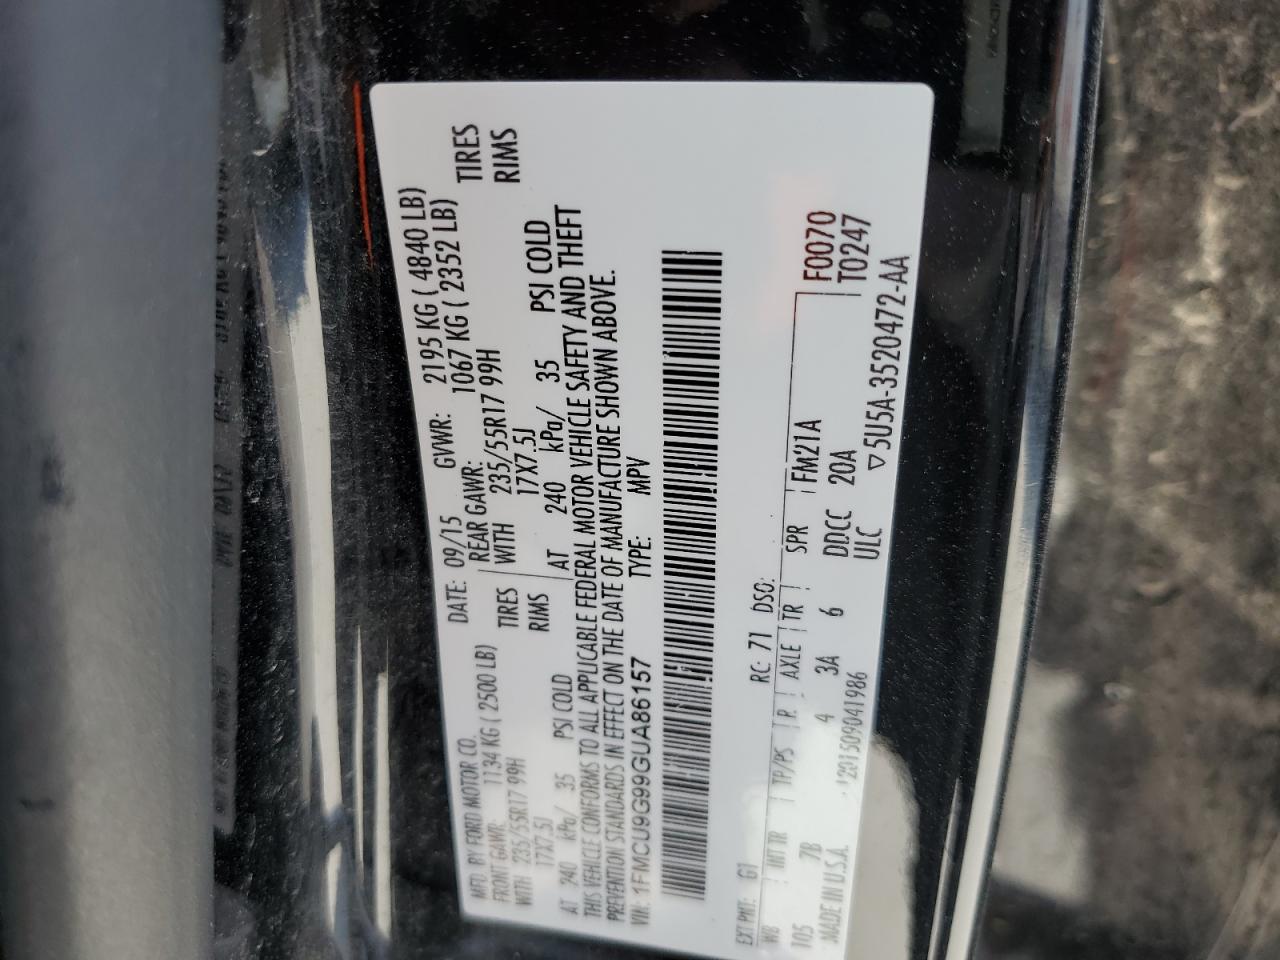 MFD. BY FORD MOTOR CO. DATE: 09/15 GVWR: 2195 KG ( 4840 LB)
FRONT GAWR: 1134 KG ( 2500 LB) REAR GAWR: 1067 KG ( 2352 LB)
WITH 235/55R17 99H TIRES WITH 235/55R17 99H TIRES
17X7.5J RIMS 17X7.5J RIMS
AT 240 kPa/ 35 PSI COLD AT 240 kPa/ 35 PSI COLD
THIS VEHICLE CONFORMS TO ALL APPLICABLE FEDERAL MOTOR VEHICLE SAFETY AND THEFT
PREVENTION STANDARDS IN EFFECT ON THE DATE OF MANUFACTURE SHOWN ABOVE.
VIN: 1FMCU9G99GUA86157 TYPE: MPV
EXT PNT: G1 RC: 71 DSO:
WB INT TR TP/PS R AXLE TR SPR FM21A F0070
105 7B 4 3A 6 DDCC 20A T0247
MADE IN U.S.A. 201509041986 ULC ▽5U5A-3520472-AA